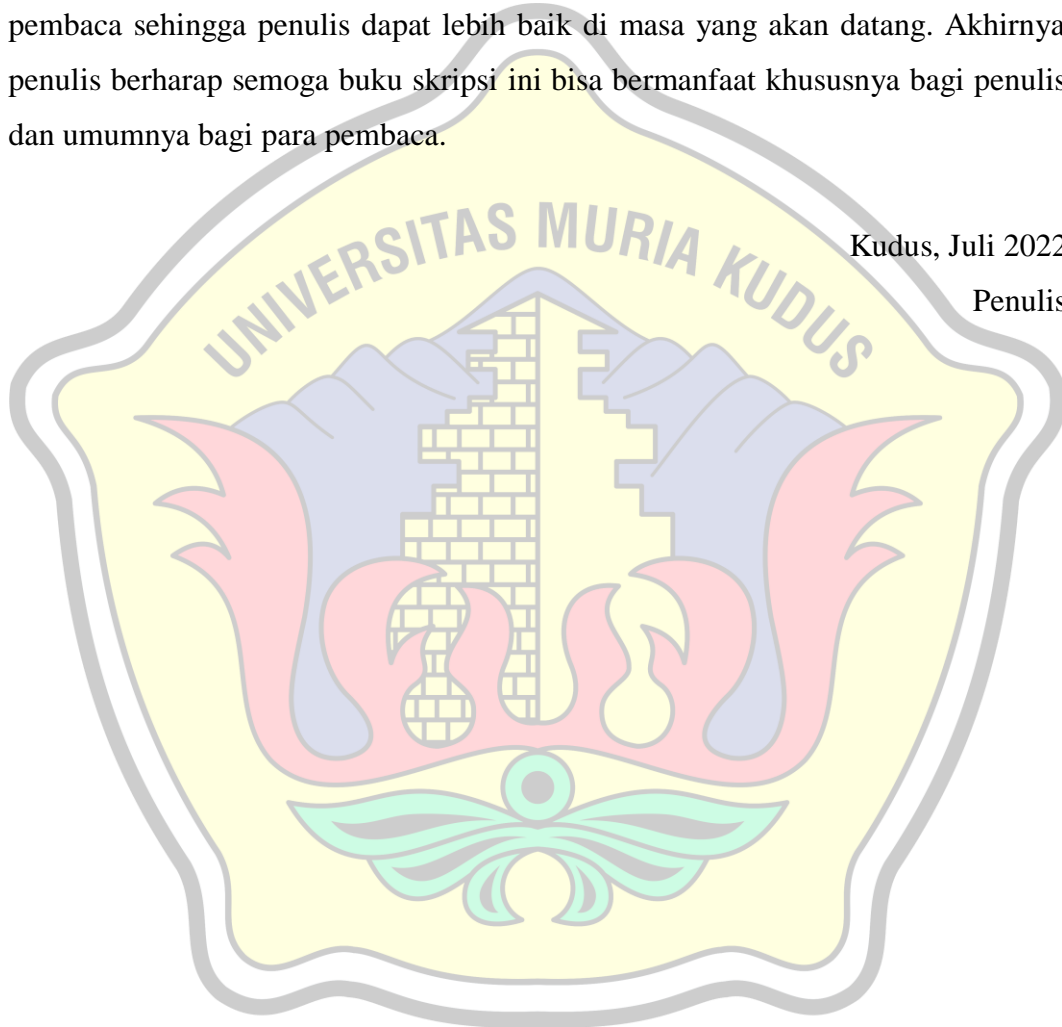 pembaca sehingga penulis dapat lebih baik di masa yang akan datang. Akhirnya
penulis berharap semoga buku skripsi ini bisa bermanfaat khususnya bagi penulis
dan umumnya bagi para pembaca.
UNIVERSITAS MURIA KUDUS
Kudus, Juli 2022
Penulis